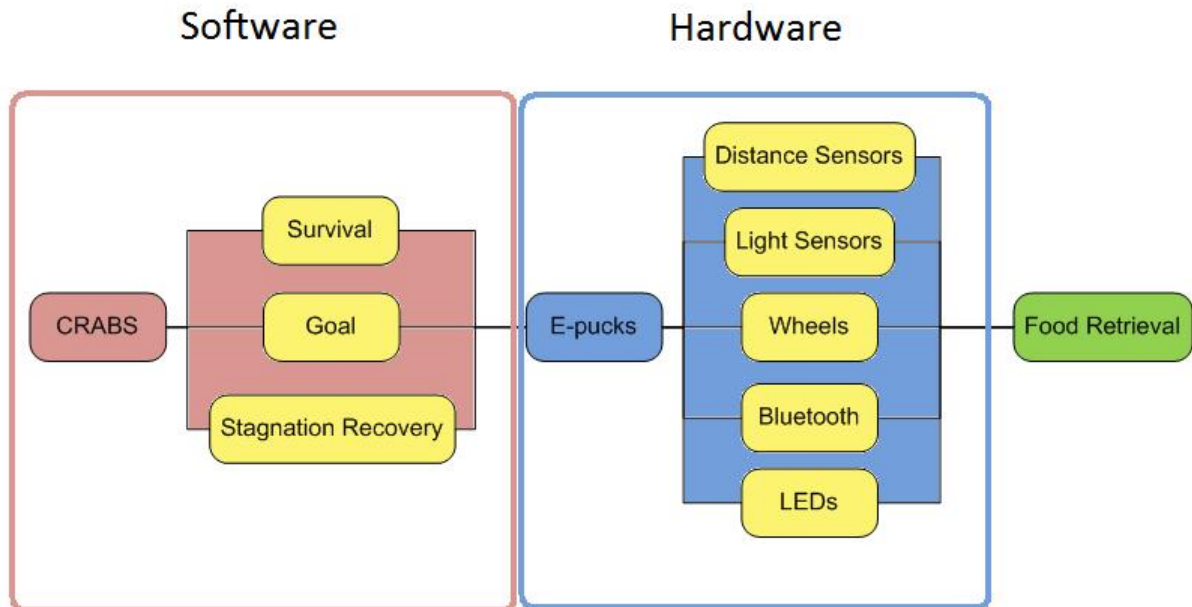 Software
Hardware
CRABS
Survival
Goal
Stagnation Recovery
E-pucks
Distance Sensors
Light Sensors
Wheels
Bluetooth
LEDs
Food Retrieval